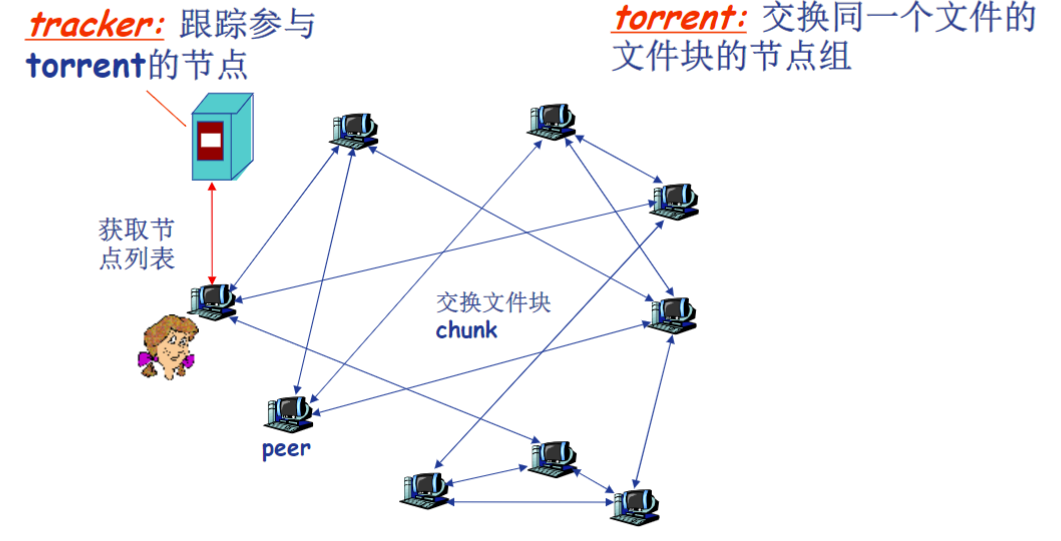 tracker: 跟踪参与
torrent的节点
torrent: 交换同一个文件的
文件块的节点组
获取节
点列表
交换文件块
chunk
peer